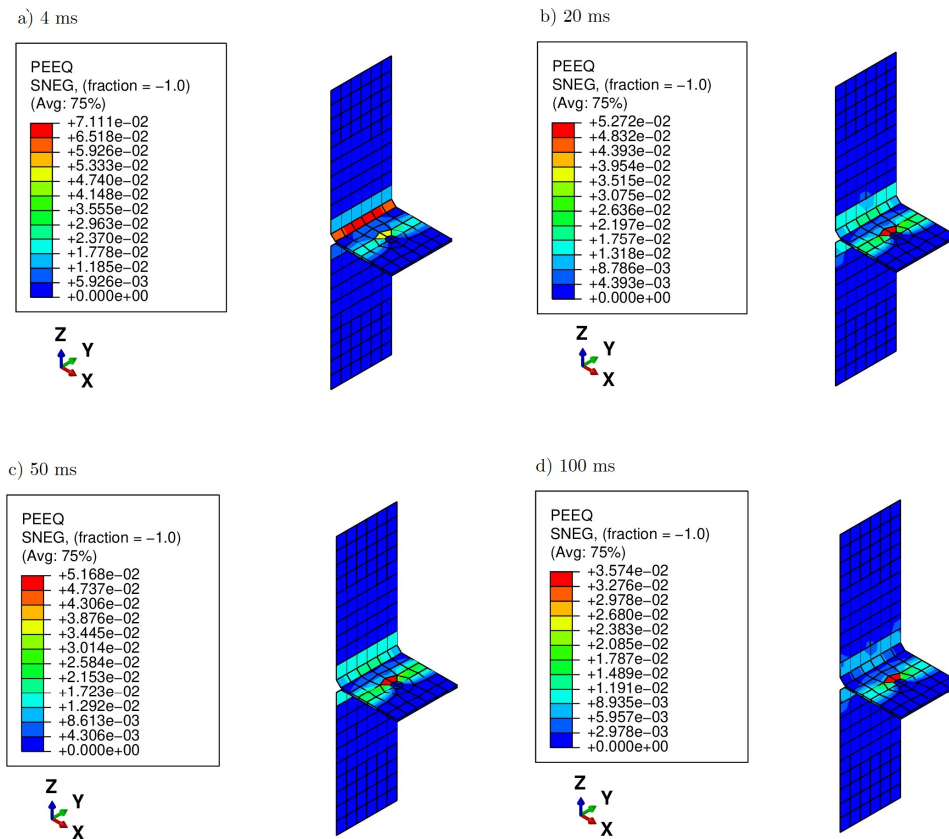 a) 4 ms
PEEQ
SNEG, (fraction = −1.0)
(Avg: 75%)
+7.111e−02
+6.518e−02
+5.926e−02
+5.333e−02
+4.740e−02
+4.148e−02
+3.555e−02
+2.963e−02
+2.370e−02
+1.778e−02
+1.185e−02
+5.926e−03
+0.000e+00
Z
Y
X
b) 20 ms
PEEQ
SNEG, (fraction = −1.0)
(Avg: 75%)
+5.272e−02
+4.832e−02
+4.393e−02
+3.954e−02
+3.515e−02
+3.075e−02
+2.636e−02
+2.197e−02
+1.757e−02
+1.318e−02
+8.786e−03
+4.393e−03
+0.000e+00
Z
Y
X
c) 50 ms
PEEQ
SNEG, (fraction = −1.0)
(Avg: 75%)
+5.168e−02
+4.737e−02
+4.306e−02
+3.876e−02
+3.445e−02
+3.014e−02
+2.584e−02
+2.153e−02
+1.723e−02
+1.292e−02
+8.613e−03
+4.306e−03
+0.000e+00
Z
Y
X
d) 100 ms
PEEQ
SNEG, (fraction = −1.0)
(Avg: 75%)
+3.574e−02
+3.276e−02
+2.978e−02
+2.680e−02
+2.383e−02
+2.085e−02
+1.787e−02
+1.489e−02
+1.191e−02
+8.935e−03
+5.957e−03
+2.978e−03
+0.000e+00
Z
Y
X